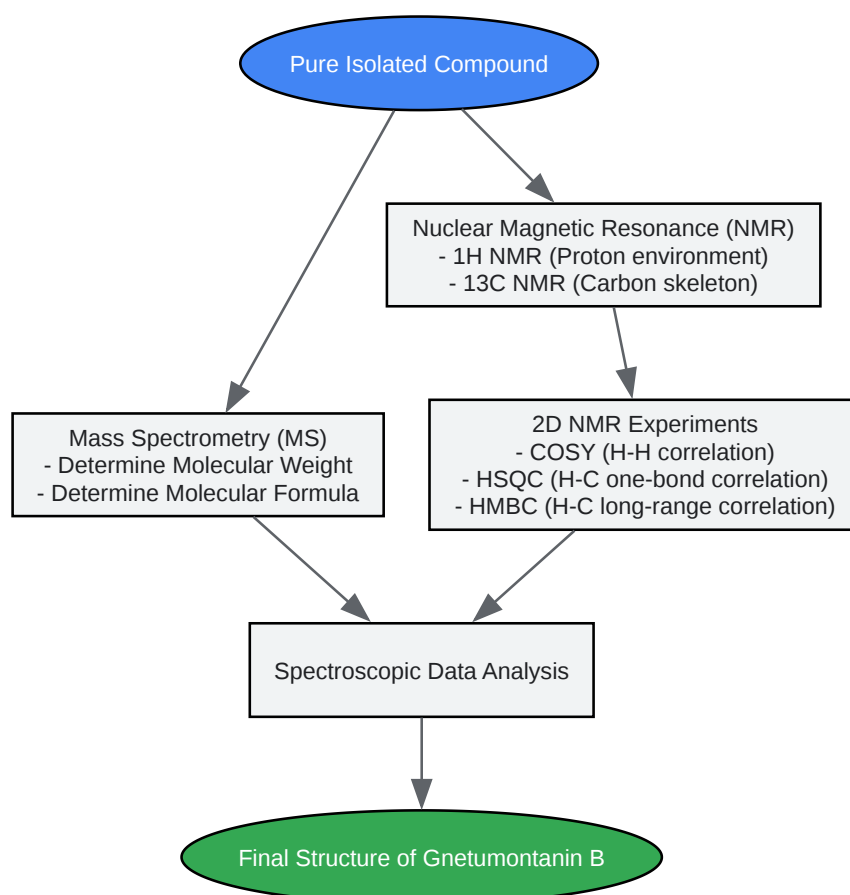 Pure Isolated Compound
Nuclear Magnetic Resonance (NMR)
- 1H NMR (Proton environment)
- 13C NMR (Carbon skeleton)
Mass Spectrometry (MS)
- Determine Molecular Weight
- Determine Molecular Formula
2D NMR Experiments
- COSY (H-H correlation)
- HSQC (H-C one-bond correlation)
- HMBC (H-C long-range correlation)
Spectroscopic Data Analysis
Final Structure of Gnetumontanin B